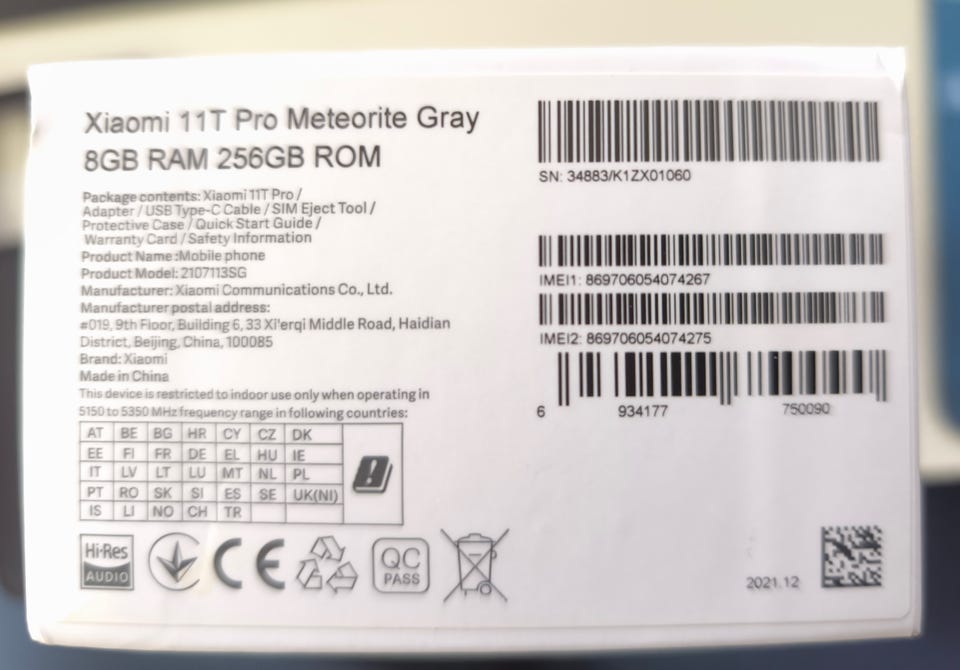 Xiaomi 11T Pro Meteorite Gray
8GB RAM 256GB ROM
Package contents: Xiaomi 11T Pro /
Adapter / USB Type-C Cable / SIM Eject Tool /
Protective Case / Quick Start Guide /
Warranty Card / Safety Information
Product Name :Mobile phone
Product Model: 2107113SG
Manufacturer: Xiaomi Communications Co., Ltd.
Manufacturer postal address:
#019, 9th Floor, Building 6, 33 Xi'erqi Middle Road, Haidian
District, Beijing, China, 100085
Brand: Xiaomi
Made in China
This device is restricted to indoor use only when operating in
5150 to 5350 MHz frequency range in following countries:
AT BE BG HR CY CZ DK
EE FI FR DE EL HU IE
IT LV LT LU MT NL PL
PT RO SK SI ES SE UK(NI)
IS LI NO CH TR
Hi-Res
AUDIO
CE
QC
PASS
SN: 34883/K1ZX01060
IMEI1: 869706054074267
IMEI2: 869706054074275
6 934177 750090
2021.12